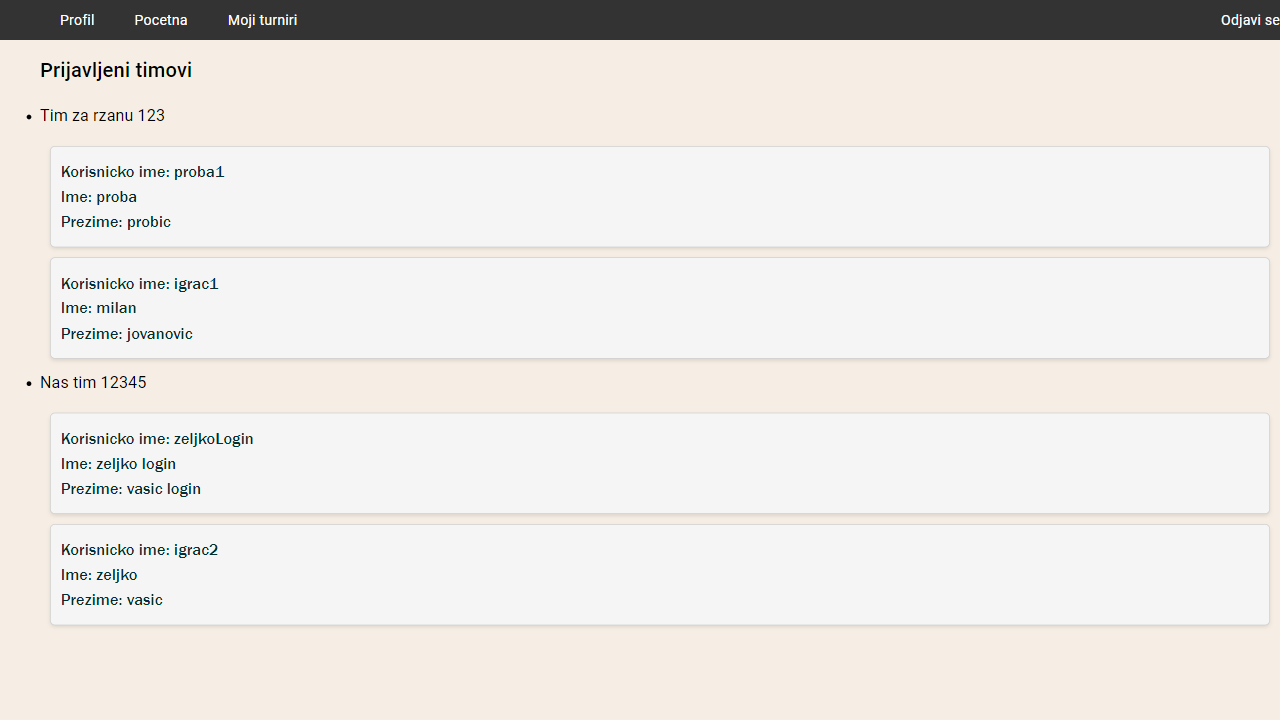 Profil Pocetna Moji turniri Odjavi se
Prijavljeni timovi
Tim za rzanu 123
Korisnicko ime: proba1
Ime: proba
Prezime: probic
Korisnicko ime: igrac1
Ime: milan
Prezime: jovanovic
Nas tim 12345
Korisnicko ime: zeljkoLogin
Ime: zeljko login
Prezime: vasic login
Korisnicko ime: igrac2
Ime: zeljko
Prezime: vasic